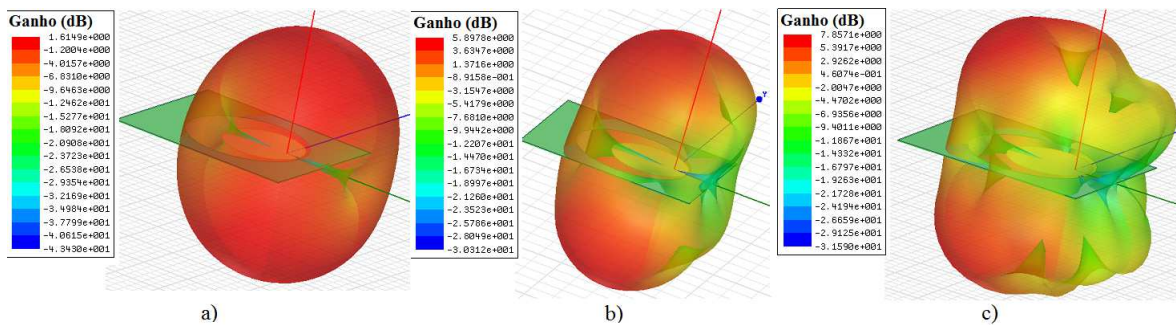 Ganho (dB)
1.6149e+000
-1.2004e+000
-4.0157e+000
-6.8310e+000
-9.6463e+000
-1.2462e+001
-1.5277e+001
-1.8092e+001
-2.0908e+001
-2.3723e+001
-2.6538e+001
-2.9354e+001
-3.2169e+001
-3.4984e+001
-3.7799e+001
-4.0615e+001
-4.3430e+001
a)
Ganho (dB)
5.8978e+000
3.6347e+000
1.3716e+000
-8.9158e-001
-3.1547e+000
-5.4179e+000
-7.6810e+000
-9.9442e+000
-1.2207e+001
-1.4470e+001
-1.6734e+001
-1.8997e+001
-2.1260e+001
-2.3523e+001
-2.5786e+001
-2.8049e+001
-3.0312e+001
Y
b)
Ganho (dB)
7.8571e+000
5.3917e+000
2.9262e+000
4.6074e-001
-2.0047e+000
-4.4702e+000
-6.9356e+000
-9.4011e+000
-1.1867e+001
-1.4332e+001
-1.6797e+001
-1.9263e+001
-2.1728e+001
-2.4194e+001
-2.6659e+001
-2.9125e+001
-3.1590e+001
c)